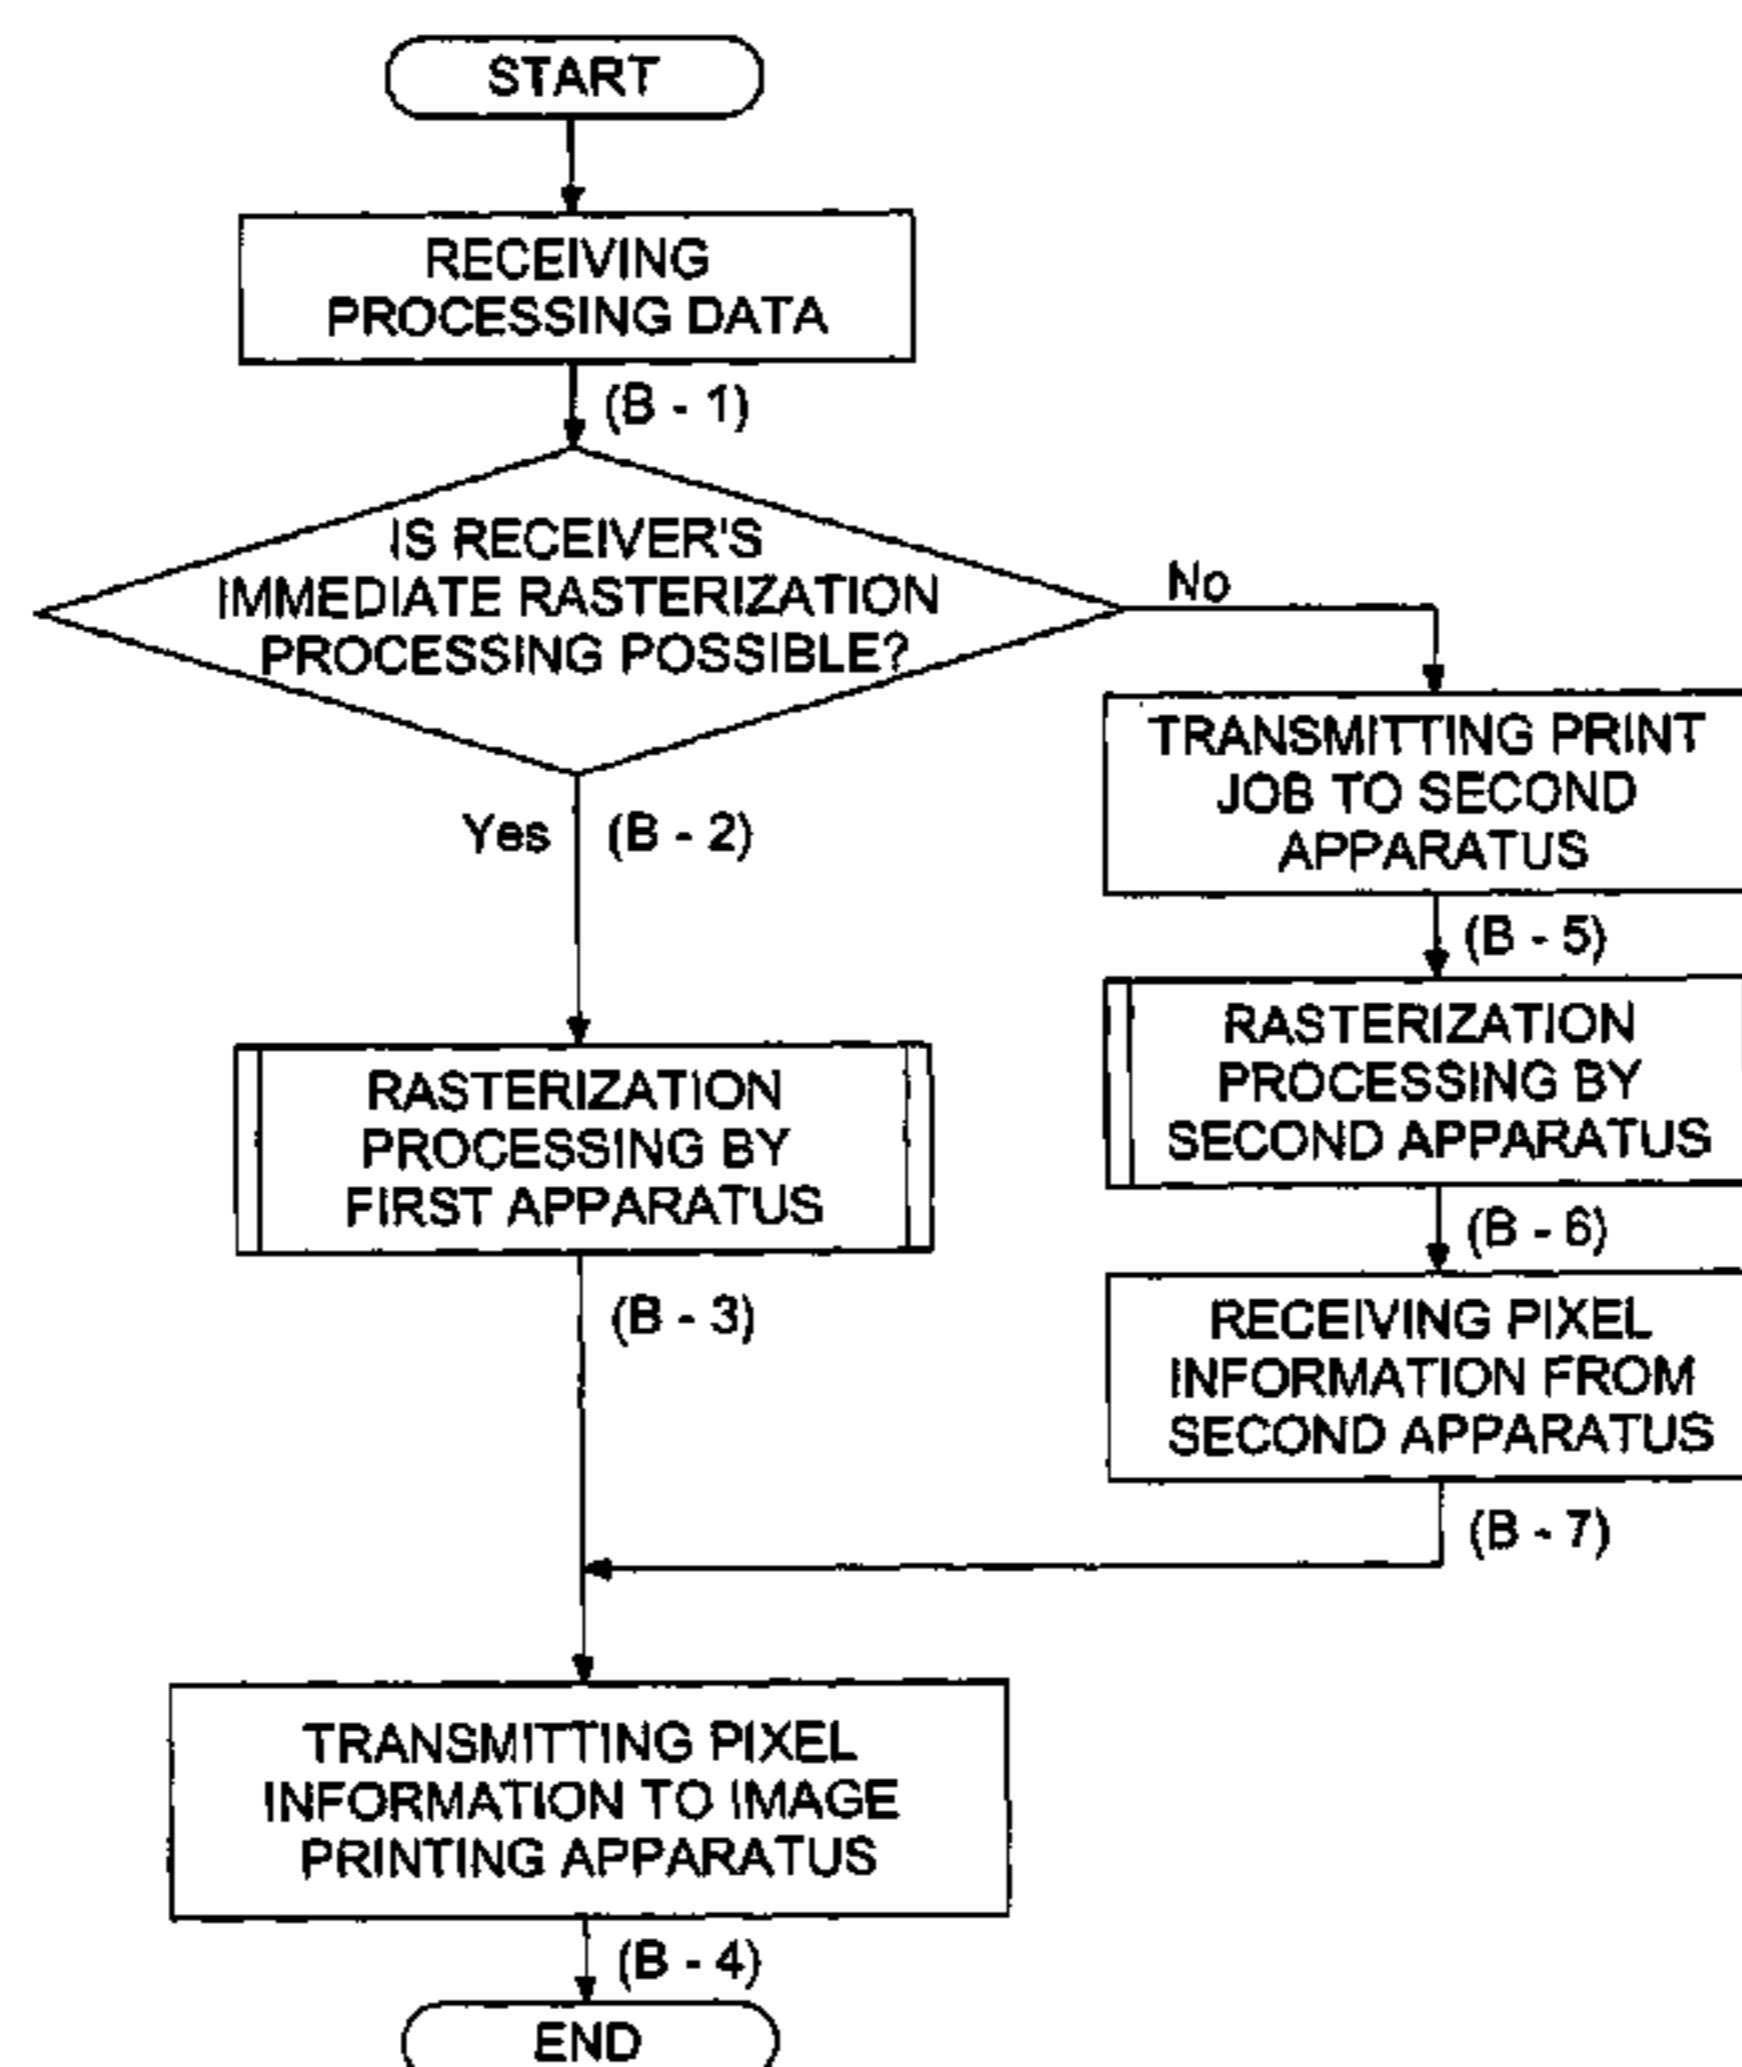 START
RECEIVING
PROCESSING DATA
(B - 1)
IS RECEIVER'S
IMMEDIATE RASTERIZATION
PROCESSING POSSIBLE?
No
Yes
(B - 2)
TRANSMITTING PRINT
JOB TO SECOND
APPARATUS
(B - 5)
RASTERIZATION
PROCESSING BY
SECOND APPARATUS
(B - 6)
RECEIVING PIXEL
INFORMATION FROM
SECOND APPARATUS
(B - 7)
RASTERIZATION
PROCESSING BY
FIRST APPARATUS
(B - 3)
TRANSMITTING PIXEL
INFORMATION TO IMAGE
PRINTING APPARATUS
(B - 4)
END